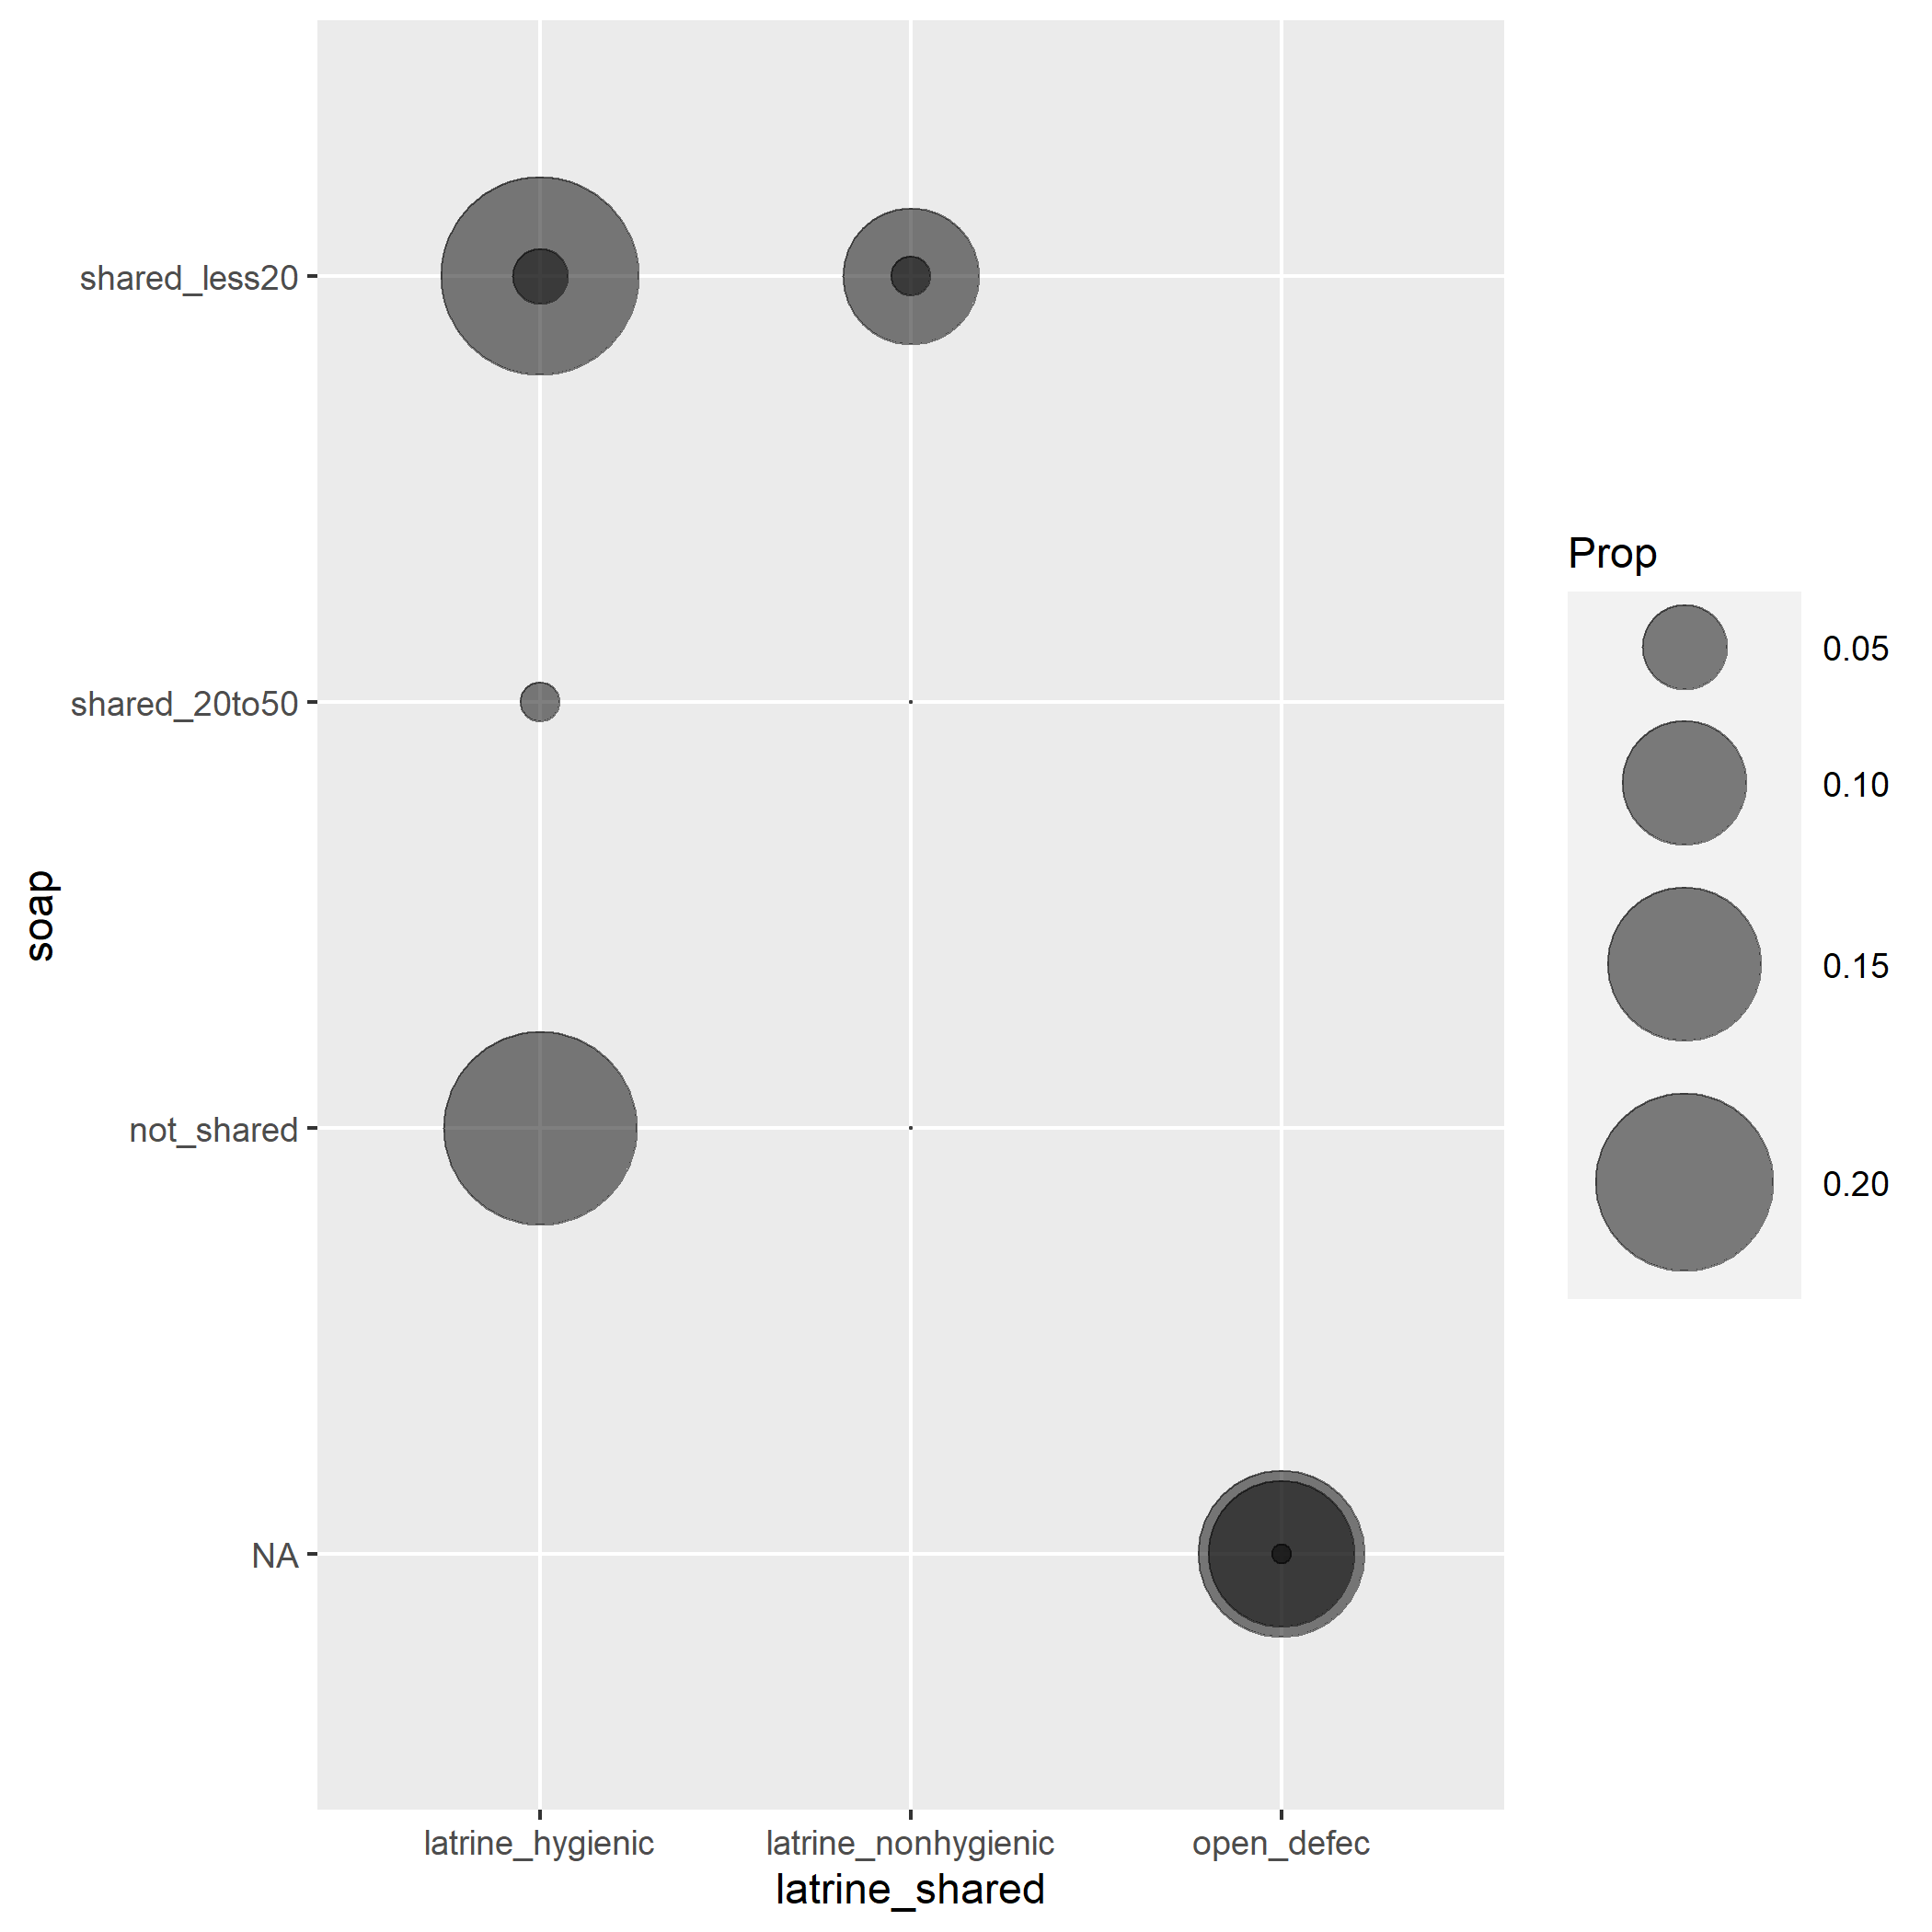 shared_less20
shared_20to50
not_shared
NA
soap
latrine_hygienic
latrine_nonhygienic
open_defec
latrine_shared
Prop
0.05
0.10
0.15
0.20